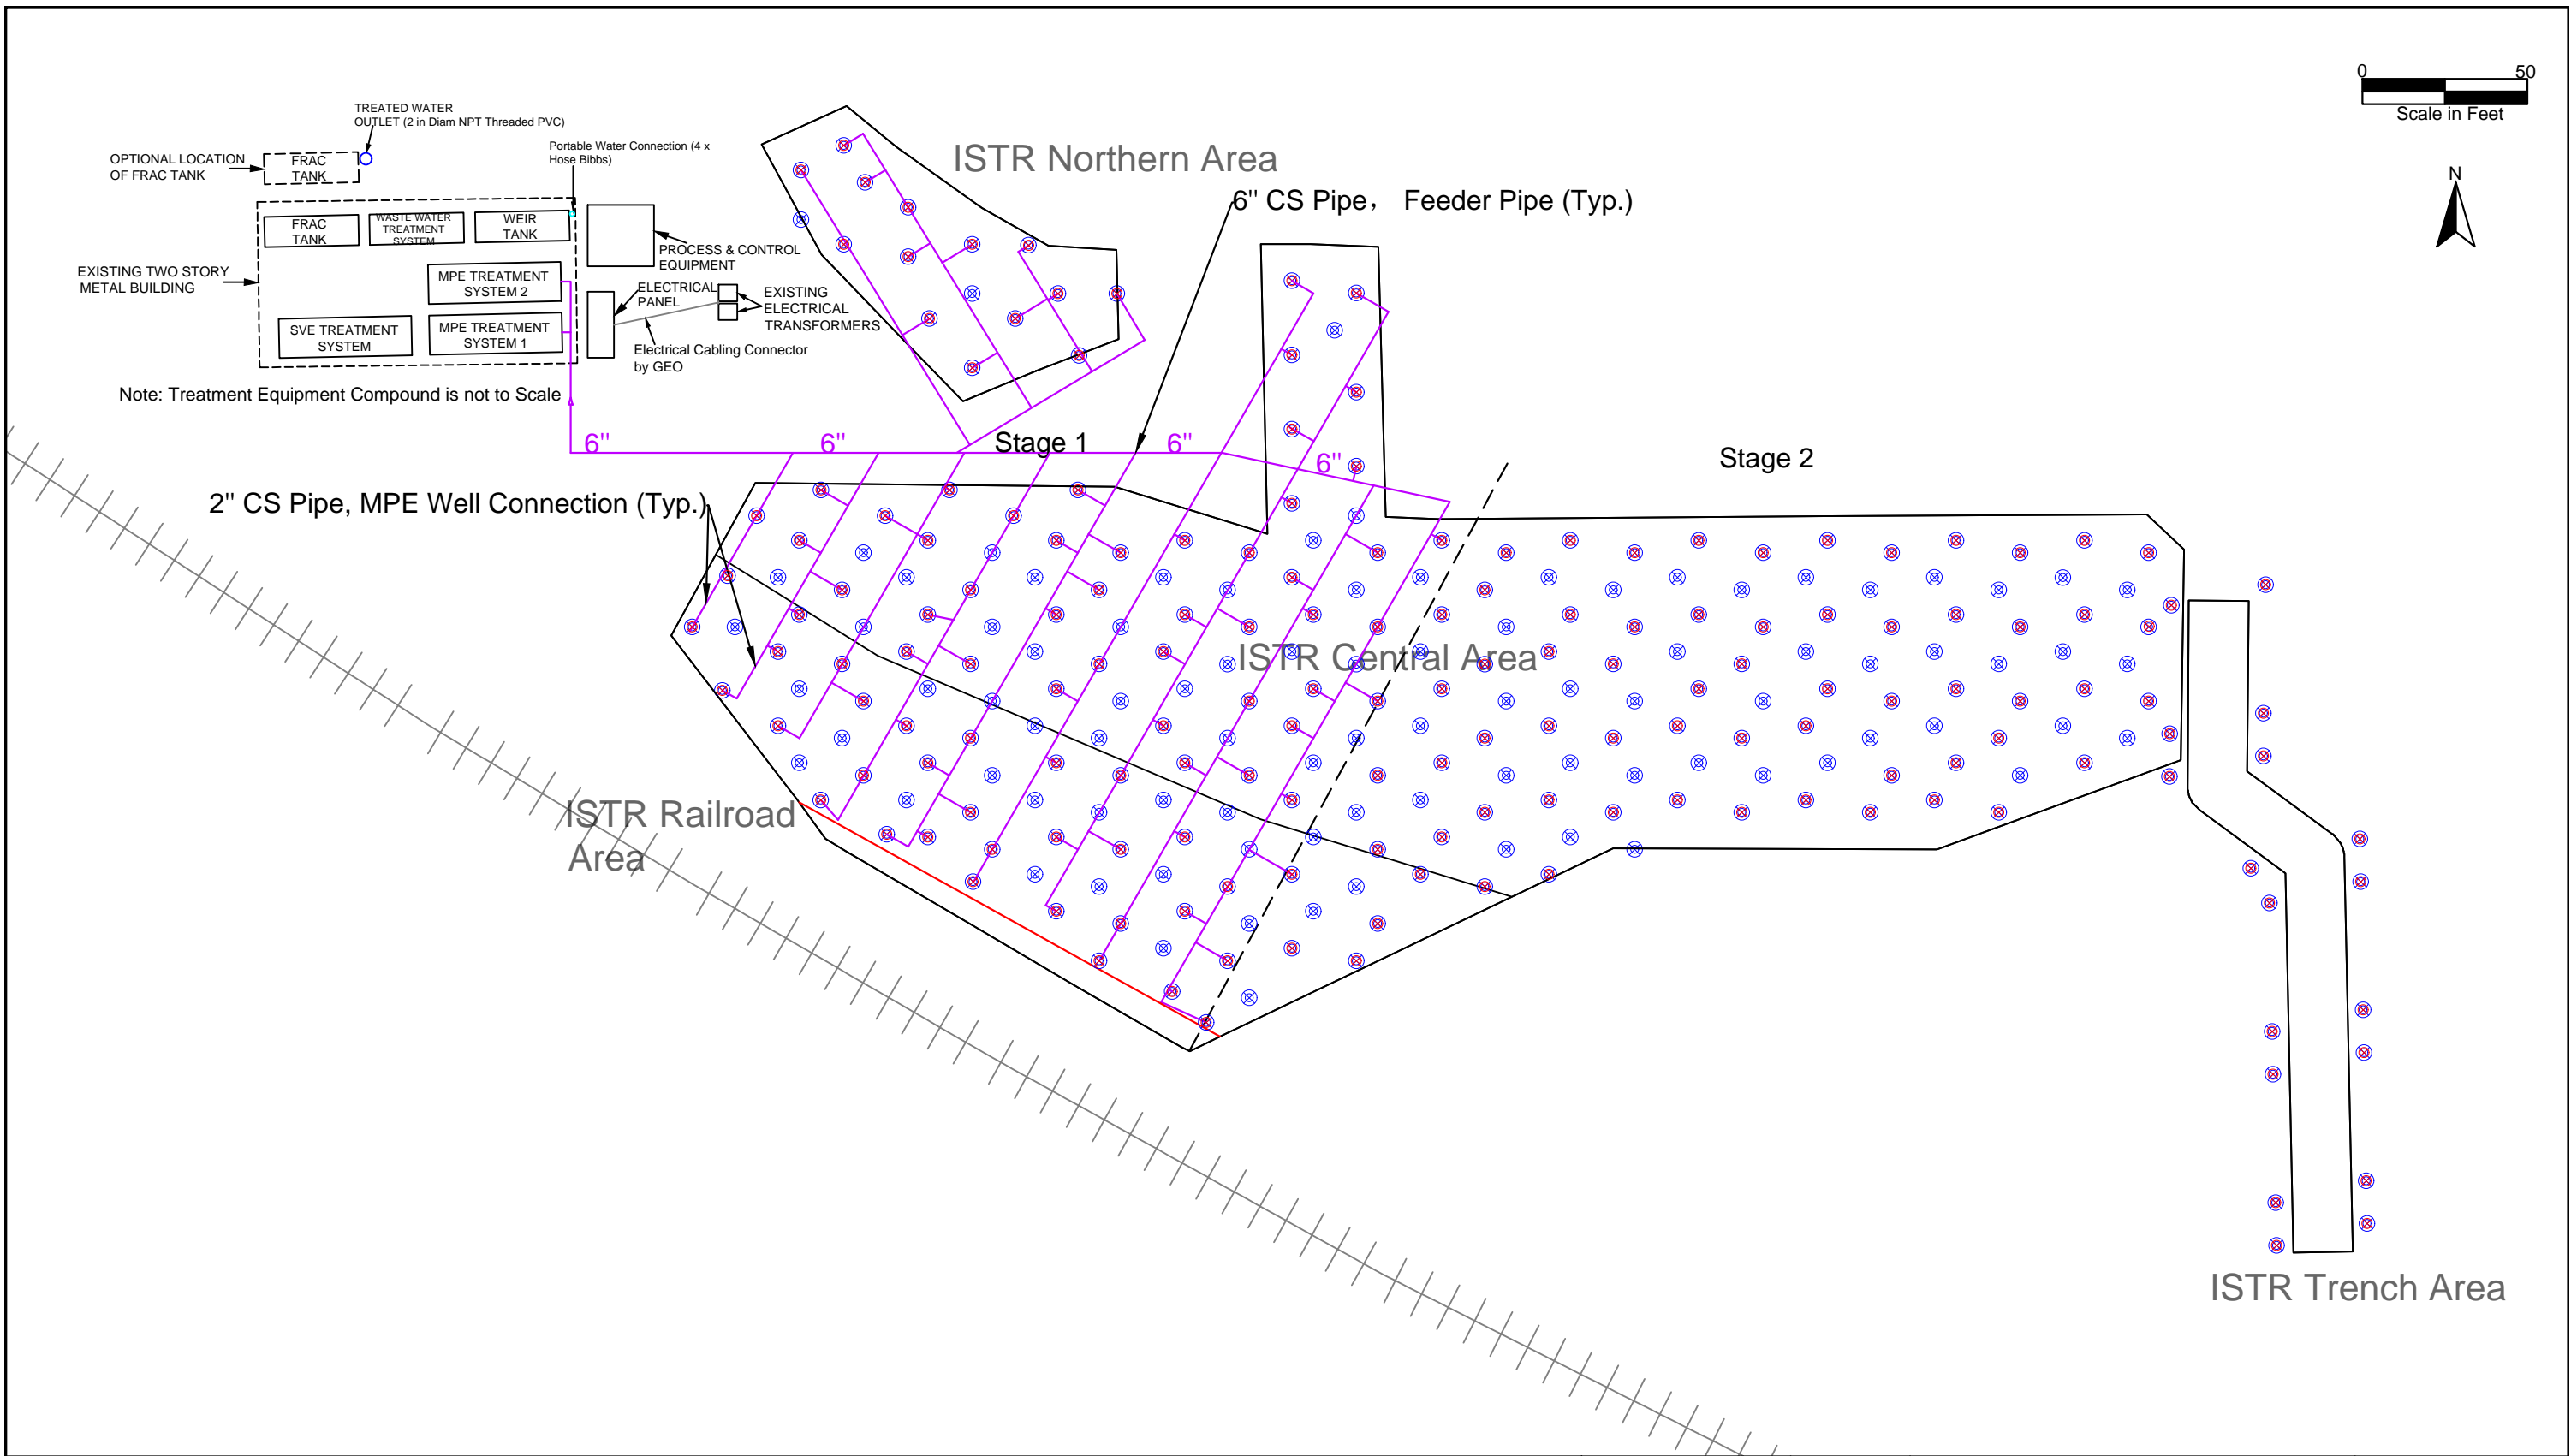 0 50
Scale in Feet
N
TREATED WATER
OUTLET (2 in Diam NPT Threaded PVC)
OPTIONAL LOCATION
OF FRAC TANK
FRAC
TANK
Portable Water Connection (4 x
Hose Bibbs)
FRAC
TANK
WASTE WATER
TREATMENT
SYSTEM
WEIR
TANK
PROCESS & CONTROL
EQUIPMENT
EXISTING TWO STORY
METAL BUILDING
MPE TREATMENT
SYSTEM 2
ELECTRICAL
PANEL
EXISTING
ELECTRICAL
TRANSFORMERS
SVE TREATMENT
SYSTEM
MPE TREATMENT
SYSTEM 1
Electrical Cabling Connector
by GEO
Note: Treatment Equipment Compound is not to Scale
ISTR Northern Area
6" CS Pipe, Feeder Pipe (Typ.)
6" 6" Stage 1 6" 6"
Stage 2
2" CS Pipe, MPE Well Connection (Typ.)
ISTR Central Area
ISTR Railroad
Area
ISTR Trench Area